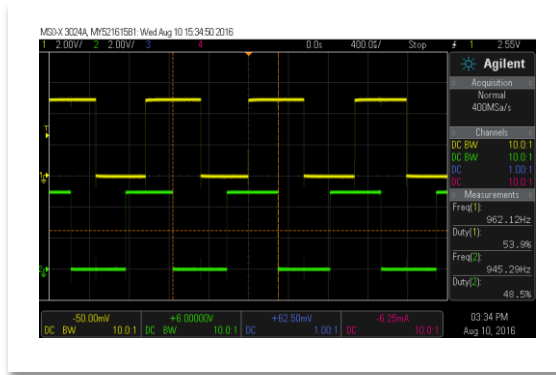 MSO-X 3024A, MY52161581: Wed Aug 10 15:34:50 2016
1 2.00V/ 2 2.00V/ 3 4 0.0s 400.0$/ Stop 1 2.55V
Agilent
Acquisition
Normal
400MSa/s
Channels
DC BW 10.0:1
DC BW 10.0:1
DC 1.00:1
DC 10.0:1
Measurements
Freq(1):
962.12Hz
Duty(1):
53.9%
Freq(2):
945.29Hz
Duty(2):
48.5%
T
1
2
-50.00mV +6.00000V +62.50mV -6.25mA
DC BW 10.0:1 DC BW 10.0:1 DC 1.00:1 DC 10.0:1
03:34 PM
Aug 10, 2016